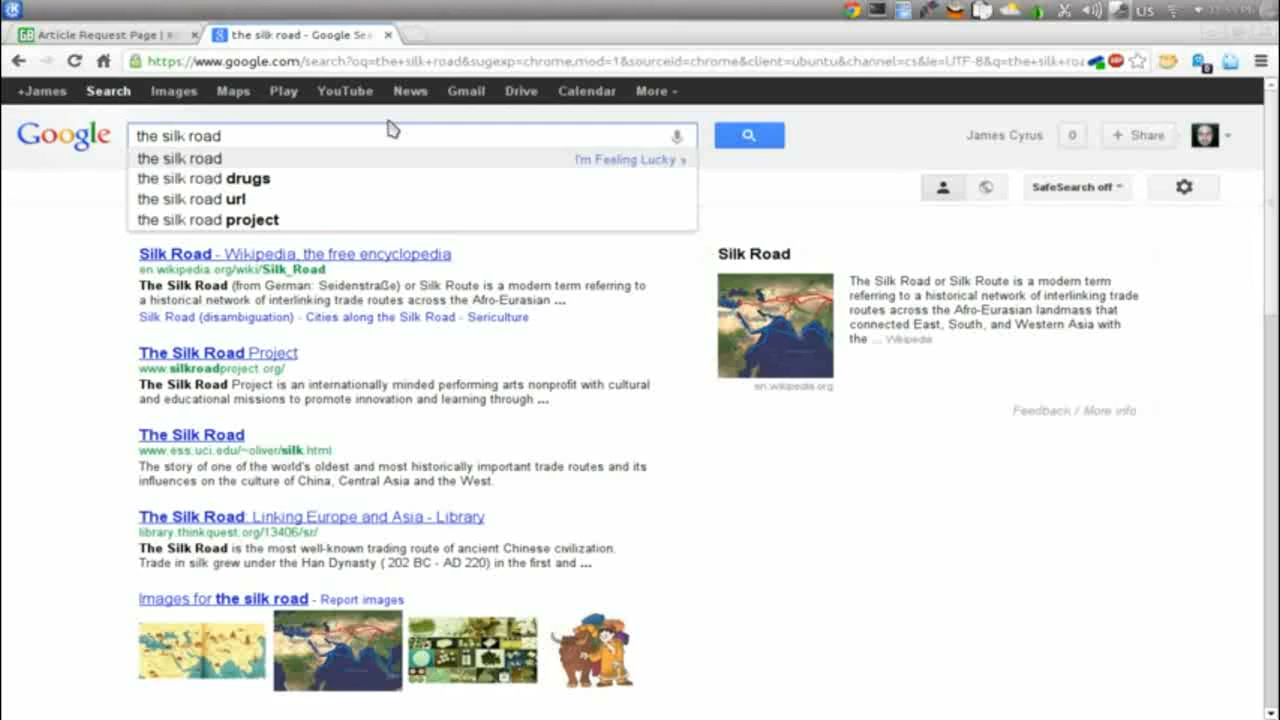 US
Article Request Page |
the silk road - Google Sea
https://www.google.com/search?oq=the+silk+road&sugexp=chrome,mod=1&sourceid=chrome&client=ubuntu&channel=cs&ie=UTF-8&q=the+silk+roa
+James Search Images Maps Play YouTube News Gmail Drive Calendar More
Google
the silk road
James Cyrus 0 + Share
the silk road I'm Feeling Lucky »
the silk road drugs
the silk road url
the silk road project
SafeSearch off
Silk Road - Wikipedia, the free encyclopedia
en.wikipedia.org/wiki/Silk_Road
The Silk Road (from German: Seidenstraße) or Silk Route is a modern term referring to
a historical network of interlinking trade routes across the Afro-Eurasian ...
Silk Road (disambiguation) - Cities along the Silk Road - Sericulture
The Silk Road Project
www.silkroadproject.org/
The Silk Road Project is an internationally minded performing arts nonprofit with cultural
and educational missions to promote innovation and learning through ...
The Silk Road
www.ess.uci.edu/~oliver/silk.html
The story of one of the world's oldest and most historically important trade routes and its
influences on the culture of China, Central Asia and the West.
The Silk Road: Linking Europe and Asia - Library
library.thinkquest.org/13406/sr/
The Silk Road is the most well-known trading route of ancient Chinese civilization.
Trade in silk grew under the Han Dynasty ( 202 BC - AD 220) in the first and ...
Images for the silk road - Report images
Silk Road
The Silk Road or Silk Route is a modern term
referring to a historical network of interlinking trade
routes across the Afro-Eurasian landmass that
connected East, South, and Western Asia with
the ... Wikipedia
en.wikipedia.org
Feedback / More info